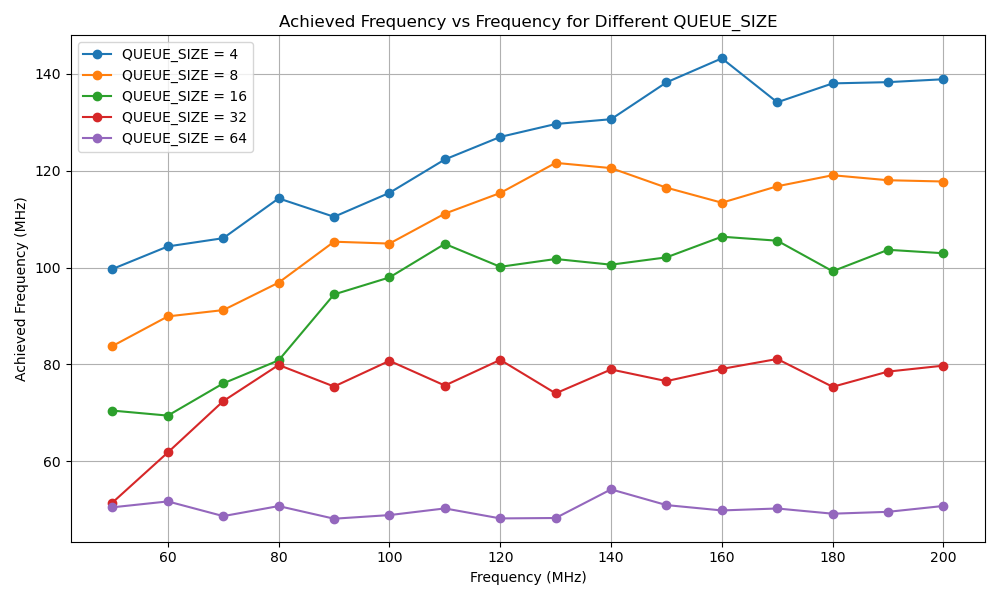 Achieved Frequency vs Frequency for Different QUEUE_SIZE
QUEUE_SIZE = 4
QUEUE_SIZE = 8
QUEUE_SIZE = 16
QUEUE_SIZE = 32
QUEUE_SIZE = 64
Achieved Frequency (MHz)
140
120
100
80
60
60 80 100 120 140 160 180 200
Frequency (MHz)